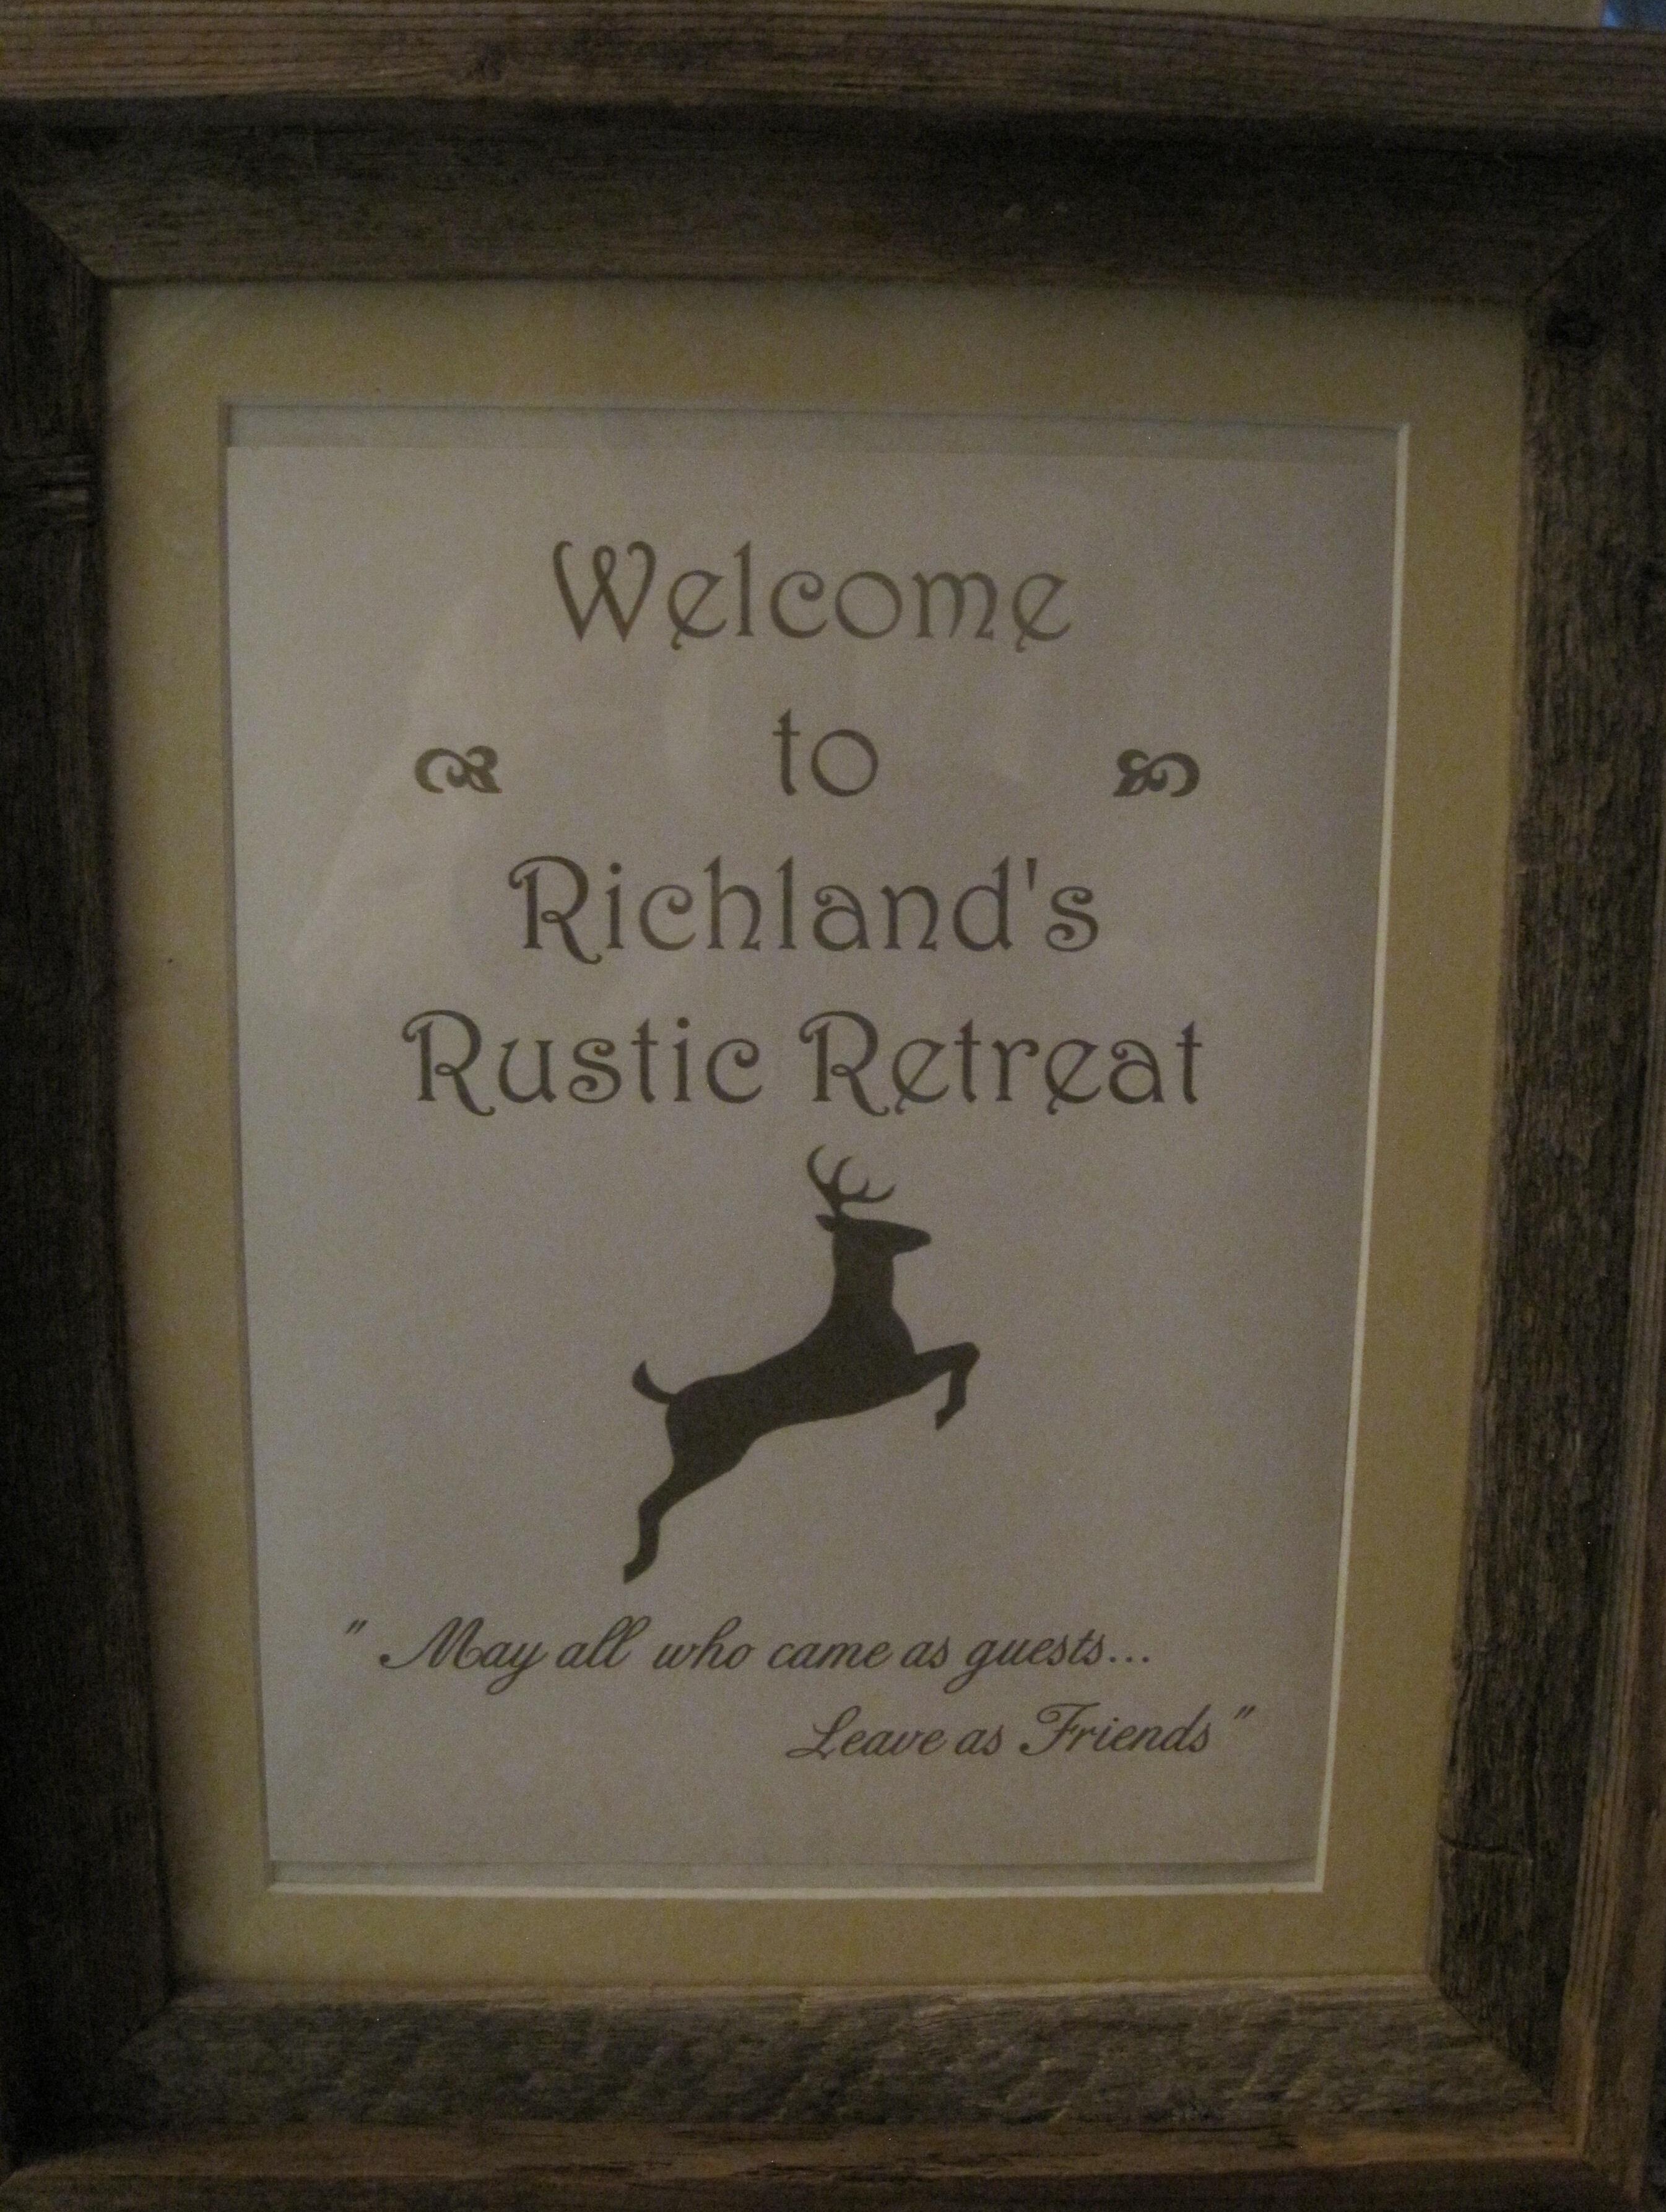 Welcome
to
Richland's
Rustic Retreat
" May all who came as guests...
Leave as Friends"